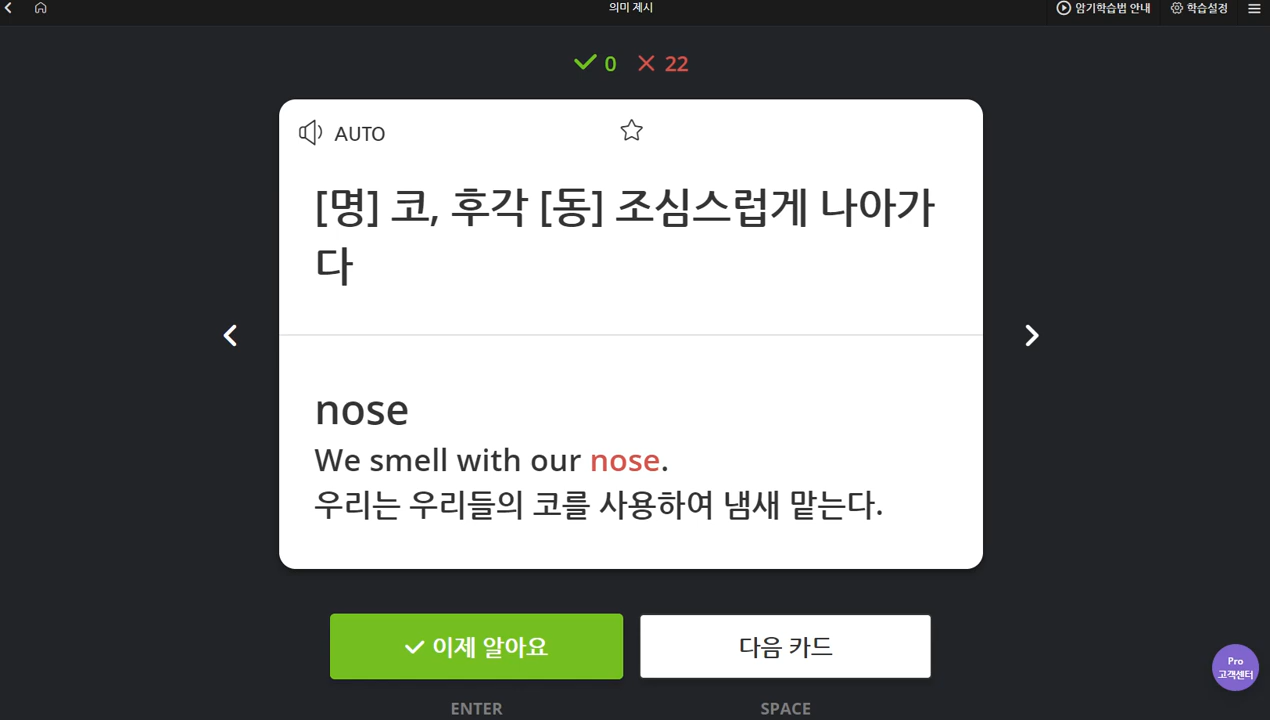 의미 제시
암기학습법 안내
학습설정
0
22
AUTO
[명] 코, 후각 [동] 조심스럽게 나아가
다
nose
We smell with our nose.
우리는 우리들의 코를 사용하여 냄새 맡는다.
이제 알아요
다음 카드
ENTER
SPACE
Pro
고객센터